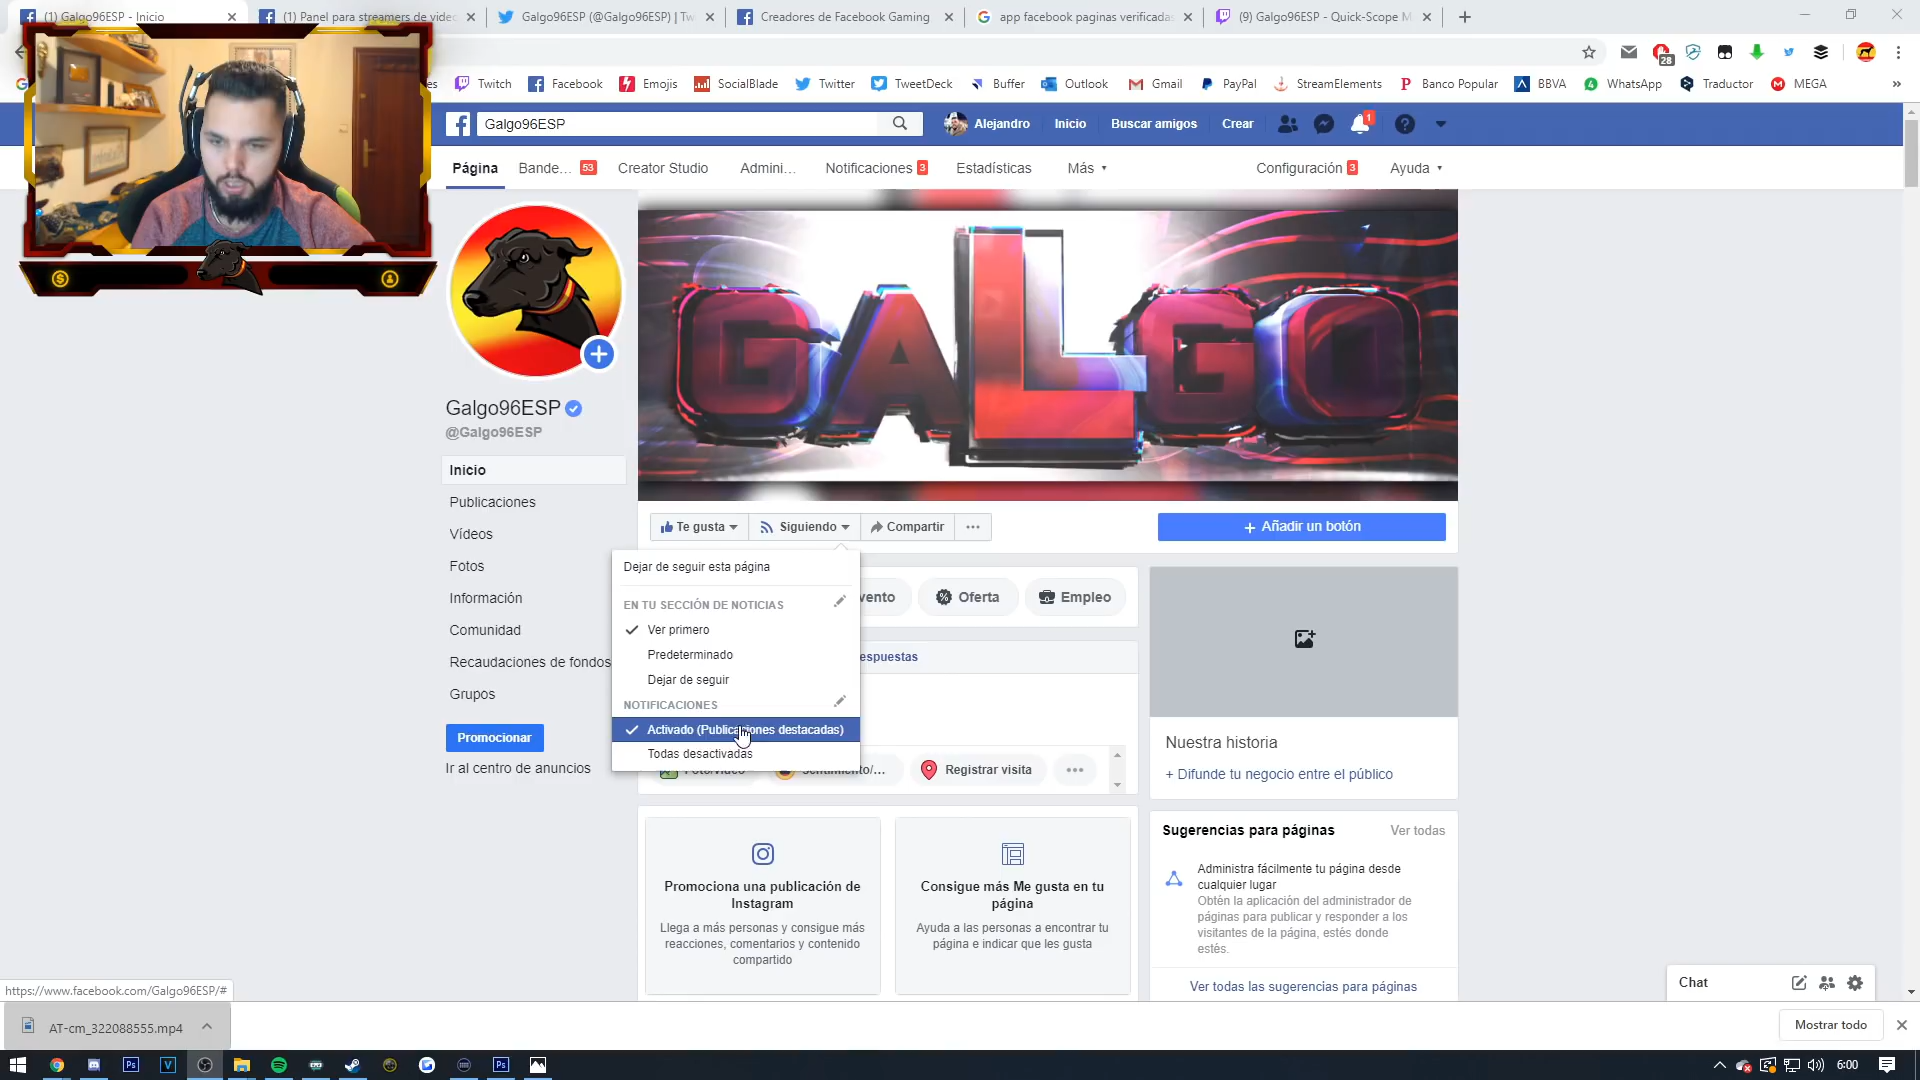 (1) Galgo96ESP - Inicio
(1) Panel para streamers de videc
Galgo96ESP (@Galgo96ESP) | Tw
Creadores de Facebook Gaming
app facebook paginas verificadas
(9) Galgo96ESP - Quick-Scope M
28
es
Twitch
Facebook
Emojis
SocialBlade
Twitter
TweetDeck
Buffer
Outlook
Gmail
PayPal
StreamElements
Banco Popular
BBVA
WhatsApp
Traductor
MEGA
Galgo96ESP
Alejandro
Inicio
Buscar amigos
Crear
1
Página
Bande... 53
Creator Studio
Admini...
Notificaciones 3
Estadísticas
Más
Configuración 3
Ayuda
GALGO
Galgo96ESP
@Galgo96ESP
Inicio
Publicaciones
Vídeos
Fotos
Información
Comunidad
Recaudaciones de fondos
Grupos
Promocionar
Ir al centro de anuncios
Te gusta
Siguiendo
Compartir
+ Añadir un botón
Dejar de seguir esta página
EN TU SECCIÓN DE NOTICIAS
Ver primero
Predeterminado
Dejar de seguir
NOTIFICACIONES
Activado (Publicaciones destacadas)
Todas desactivadas
vento
Oferta
Empleo
espuestas
Foto/vídeo
Sentimiento/...
Registrar visita
Promociona una publicación de
Instagram
Llega a más personas y consigue más
reacciones, comentarios y contenido
compartido
Consigue más Me gusta en tu
página
Ayuda a las personas a encontrar tu
página e indicar que les gusta
Nuestra historia
+ Difunde tu negocio entre el público
Sugerencias para páginas
Ver todas
Administra fácilmente tu página desde
cualquier lugar
Obtén la aplicación del administrador de
páginas para publicar y responder a los
visitantes de la página, estés donde
estés.
Ver todas las sugerencias para páginas
Chat
https://www.facebook.com/Galgo96ESP/#
AT-cm_322088555.mp4
Mostrar todo
6:00